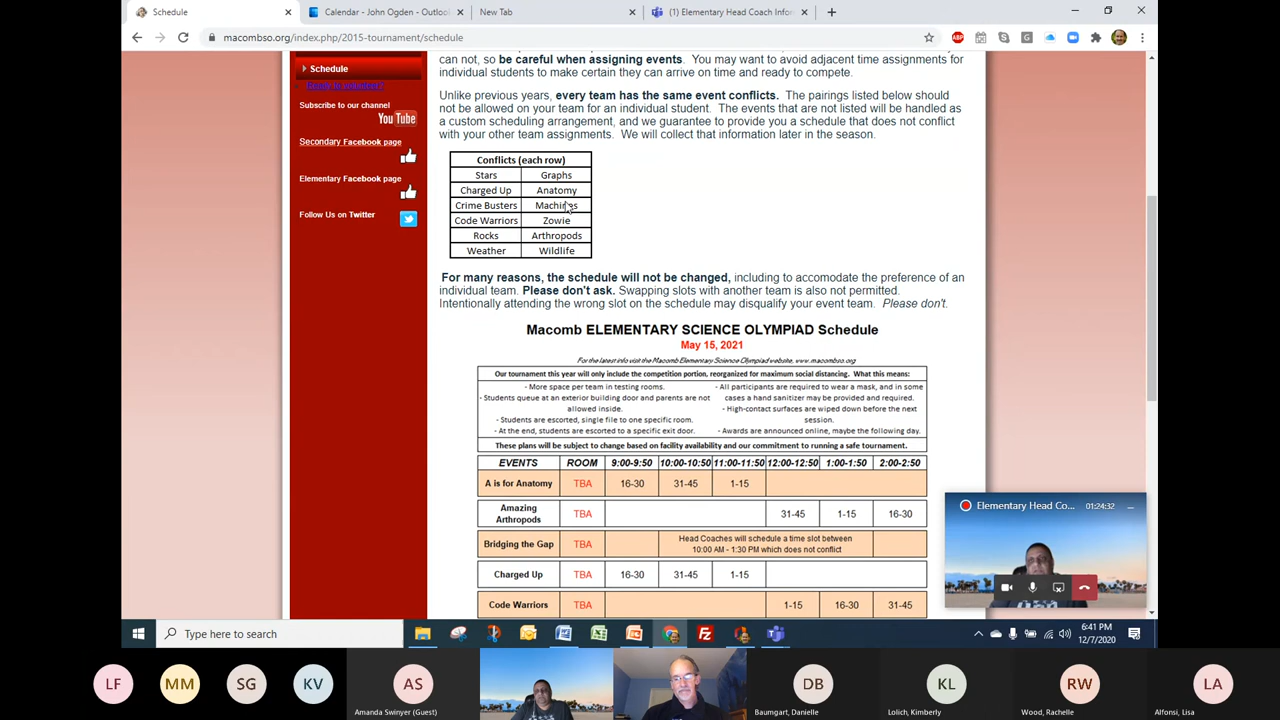 Schedule
Calendar - John Ogden - Outlo
New Tab
(1) Elementary Head Coach Infor
macombso.org/index.php/2015-tournament/schedule
can not, so be careful when assigning events. You may want to avoid adjacent time assignments for
individual students to make certain they can arrive on time and ready to compete.
Schedule
Ready to volunteer?
Subscribe to our channel
YouTube
Secondary Facebook page
Elementary Facebook page
Follow Us on Twitter
Unlike previous years, every team has the same event conflicts. The pairings listed below should
not be allowed on your team for an individual student. The events that are not listed will be handled as
a custom scheduling arrangement, and we guarantee to provide you a schedule that does not conflict
with your other team assignments. We will collect that information later in the season.
Conflicts (each row)
Stars Graphs
Charged Up Anatomy
Crime Busters Machines
Code Warriors Zowie
Rocks Arthropods
Weather Wildlife
For many reasons, the schedule will not be changed, including to accomodate the preference of an
individual team. Please don't ask. Swapping slots with another team is also not permitted.
Intentionally attending the wrong slot on the schedule may disqualify your event team. Please don't.
Macomb ELEMENTARY SCIENCE OLYMPIAD Schedule
May 15, 2021
For the latest info visit the Macomb Elementary Science Olympiad website, www.macombso.org
Our tournament this year will only include the competition portion, reorganized for maximum social distancing. What this means:
- More space per team in testing rooms.
- Students queue at an exterior building door and parents are not
allowed inside.
- Students are escorted, single file to one specific room.
- At the end, students are escorted to a specific exit door.
- All participants are required to wear a mask, and in some
cases a hand sanitizer may be provided and required.
- High-contact surfaces are wiped down before the next
session.
- Awards are announced online, maybe the following day.
These plans will be subject to change based on facility availability and our commitment to running a safe tournament.
EVENTS ROOM 9:00-9:50 10:00-10:50 11:00-11:50 12:00-12:50 1:00-1:50 2:00-2:50
A is for Anatomy TBA 16-30 31-45 1-15
Amazing
Arthropods TBA 31-45 1-15 16-30
Bridging the Gap TBA Head Coaches will schedule a time slot between
10:00 AM - 1:30 PM which does not conflict
Charged Up TBA 16-30 31-45 1-15
Code Warriors TBA 1-15 16-30 31-45
Elementary Head Co... 01:24:32
Type here to search
6:41 PM
12/7/2020
LF
MM
SG
KV
AS
Amanda Swinyer (Guest)
DB
Baumgart, Danielle
KL
Lolich, Kimberly
RW
Wood, Rachelle
LA
Alfonsi, Lisa